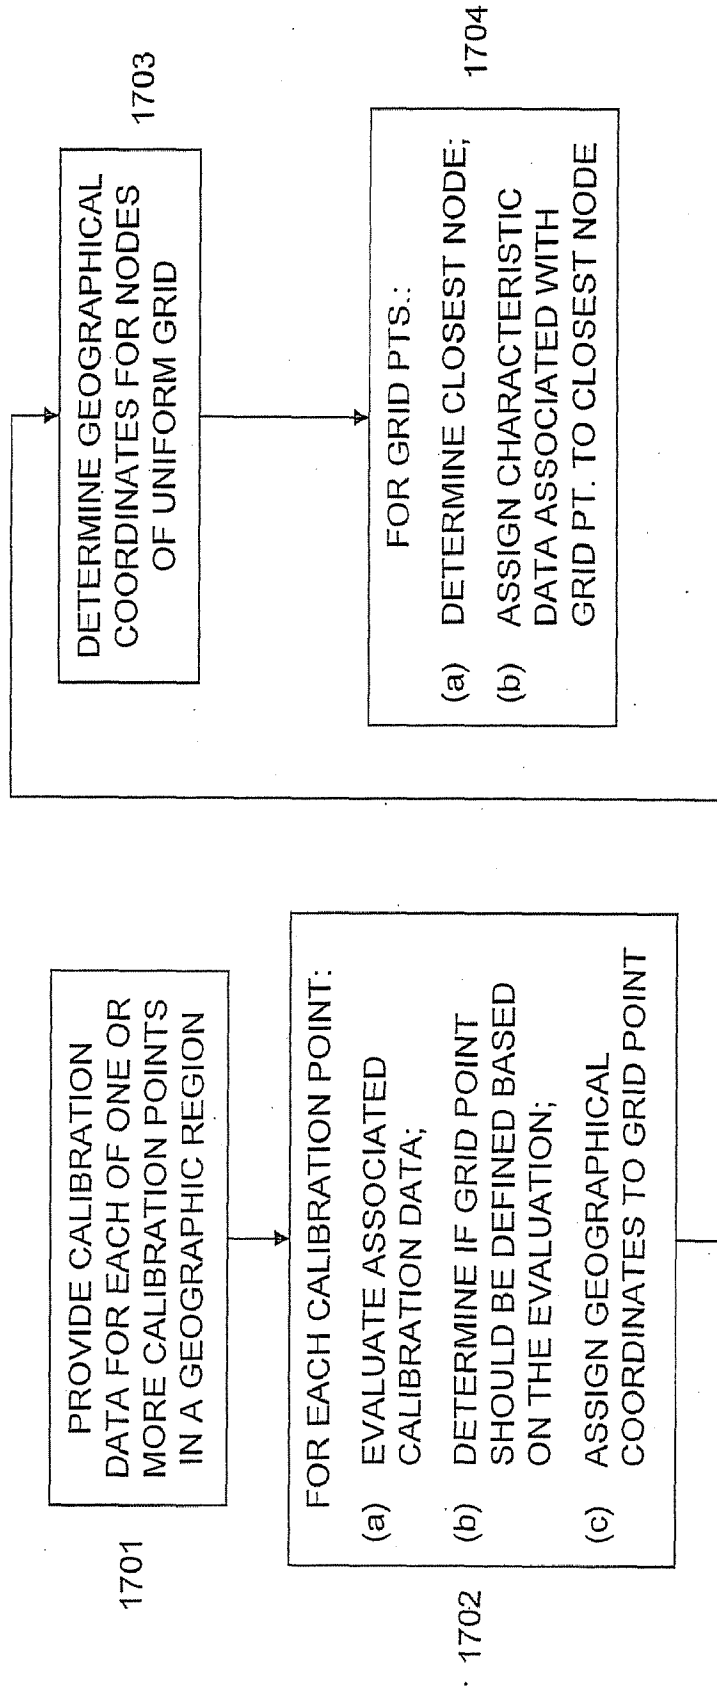 1701
PROVIDE CALIBRATION
DATA FOR EACH OF ONE OR
MORE CALIBRATION POINTS
IN A GEOGRAPHIC REGION
1702
FOR EACH CALIBRATION POINT:
(a) EVALUATE ASSOCIATED
CALIBRATION DATA;
(b) DETERMINE IF GRID POINT
SHOULD BE DEFINED BASED
ON THE EVALUATION;
(c) ASSIGN GEOGRAPHICAL
COORDINATES TO GRID POINT
DETERMINE GEOGRAPHICAL
COORDINATES FOR NODES
OF UNIFORM GRID
1703
FOR GRID PTS.:
(a) DETERMINE CLOSEST NODE;
(b) ASSIGN CHARACTERISTIC
DATA ASSOCIATED WITH
GRID PT. TO CLOSEST NODE
1704